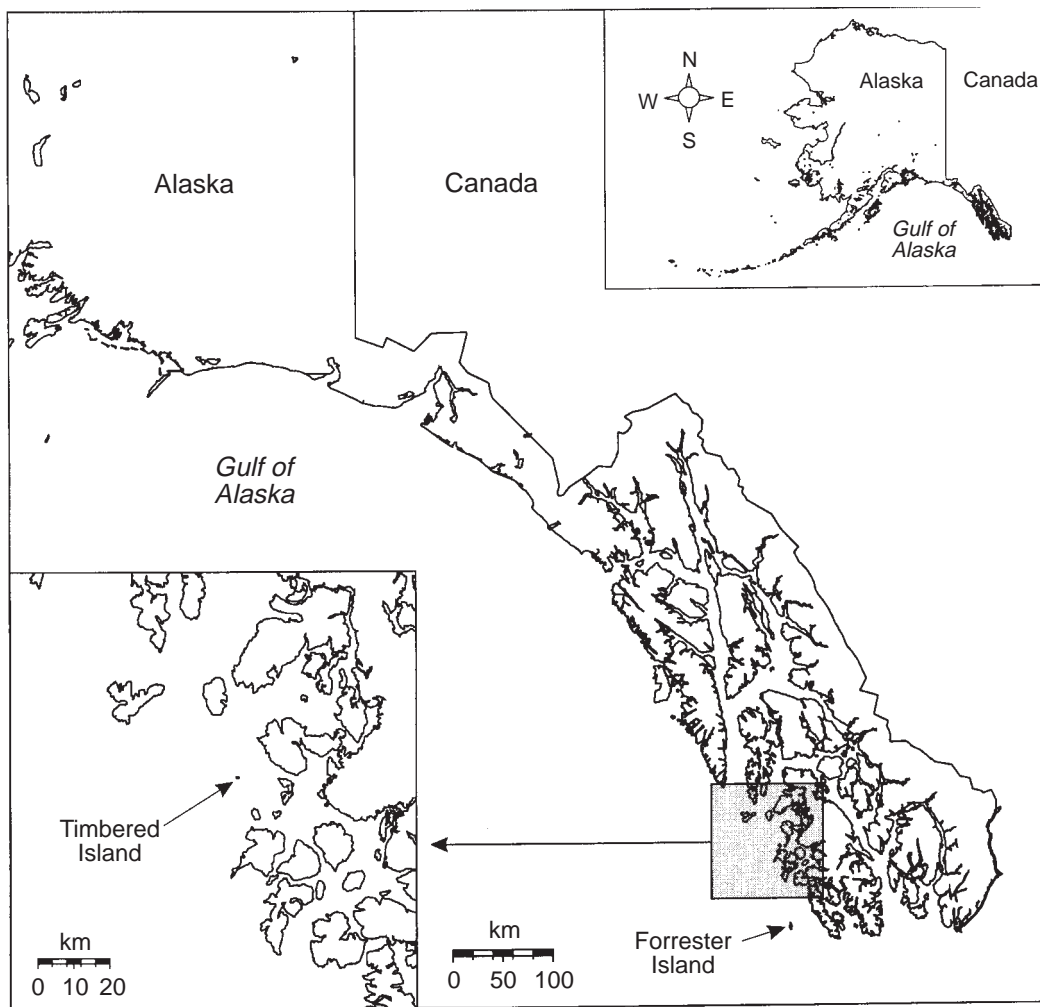 N
Alaska
Canada
W
E
S
Alaska
Canada
Gulf of
Alaska
Gulf of
Alaska
Timbered
Island
km
0 10 20
km
0 50 100
Forrester
Island